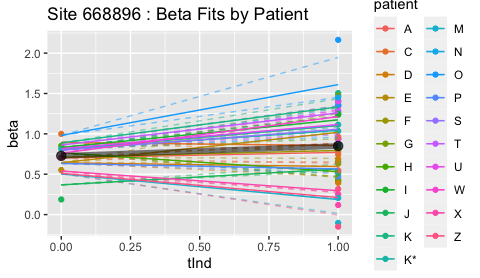 Site 668896 : Beta Fits by Patient
beta
2.0
1.5
1.0
0.5
0.0
0.00
0.25
0.50
0.75
1.00
tInd
patient
A
C
D
E
F
G
H
I
J
K
K*
M
N
O
P
S
T
U
W
X
Z